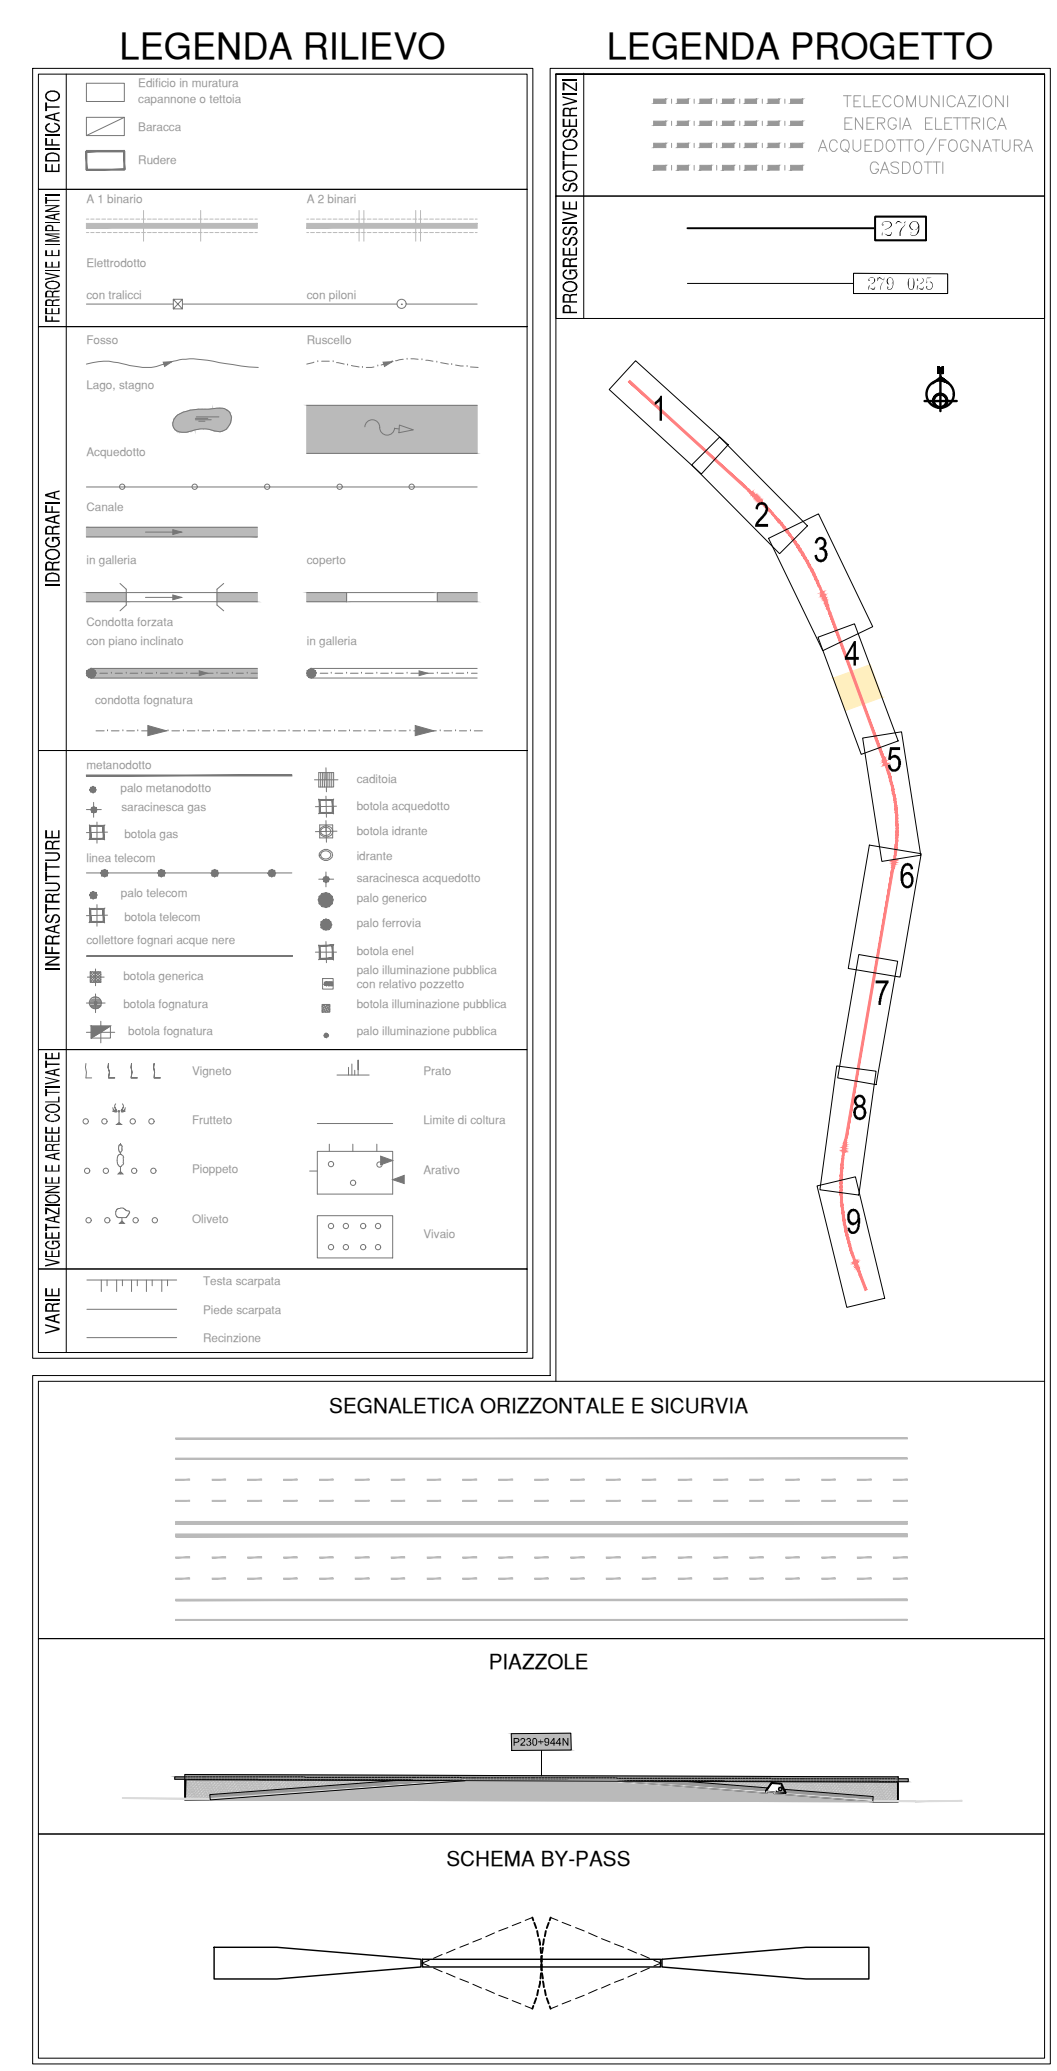 LEGENDA RILIEVO
EDIFICATO
Edificio in muratura
capannone o tettoia
Baracca
Rudere
FERROVIE E IMPIANTI
A 1 binario
A 2 binari
Elettrodotto
con tralicci
con piloni
IDROGRAFIA
Fosso
Ruscello
Lago, stagno
Acquedotto
Canale
in galleria
coperto
Condotta forzata
con piano inclinato
in galleria
condotta fognatura
INFRASTRUTTURE
metanodotto
palo metanodotto
saracinesca gas
botola gas
linea telecom
palo telecom
botola telecom
collettore fognari acque nere
botola generica
botola fognatura
botola fognatura
caditoia
botola acquedotto
botola idrante
idrante
saracinesca acquedotto
palo generico
palo ferrovia
botola enel
palo illuminazione pubblica
con relativo pozzetto
botola illuminazione pubblica
palo illuminazione pubblica
VEGETAZIONE E AREE COLTIVATE
Vigneto
Prato
Frutteto
Limite di coltura
Pioppeto
Arativo
Oliveto
Vivaio
VARIE
Testa scarpata
Piede scarpata
Recinzione
LEGENDA PROGETTO
SOTTOSERVIZI
TELECOMUNICAZIONI
ENERGIA ELETTRICA
ACQUEDOTTO/FOGNATURA
GASDOTTI
PROGRESSIVE
279
279 025
N
1
2
3
4
5
6
7
8
9
SEGNALETICA ORIZZONTALE E SICURVIA
PIAZZOLE
P230+944N
SCHEMA BY-PASS